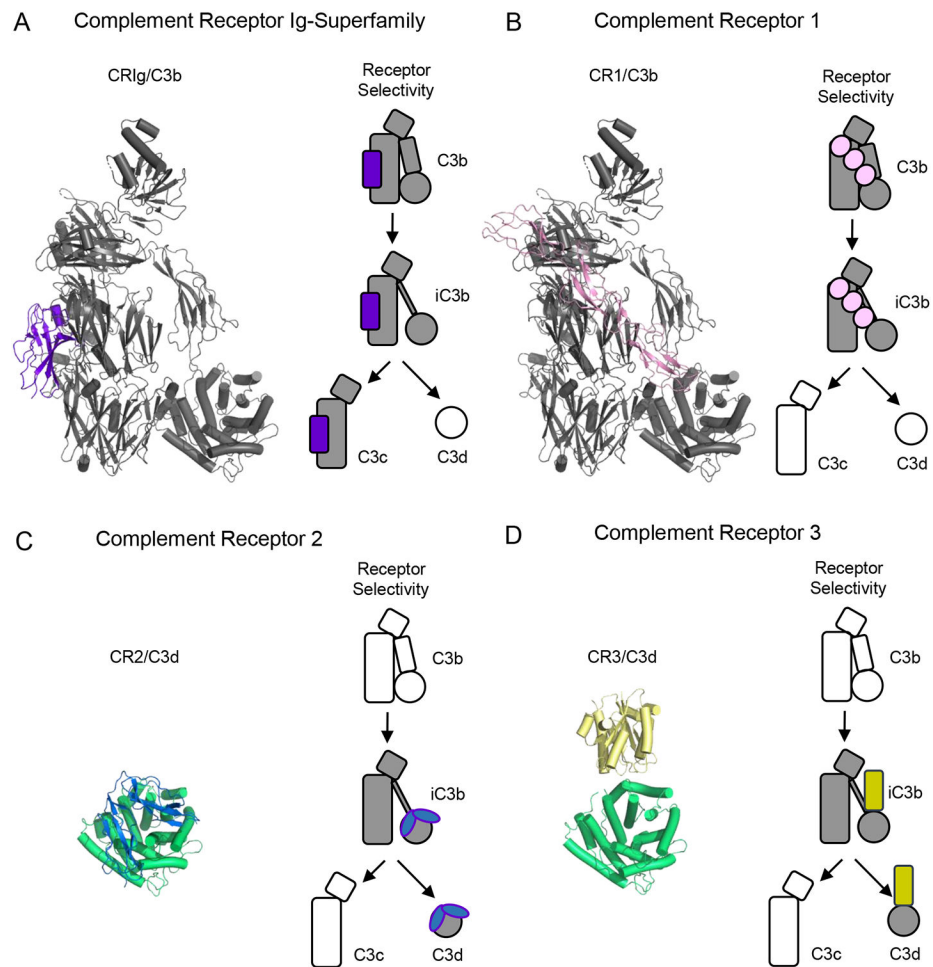 A
Complement Receptor Ig-Superfamily
CRIg/C3b
Receptor
Selectivity
C3b
iC3b
C3c
C3d
B
Complement Receptor 1
CR1/C3b
Receptor
Selectivity
C3b
iC3b
C3c
C3d
C
Complement Receptor 2
CR2/C3d
Receptor
Selectivity
C3b
iC3b
C3c
C3d
D
Complement Receptor 3
CR3/C3d
Receptor
Selectivity
C3b
iC3b
C3c
C3d